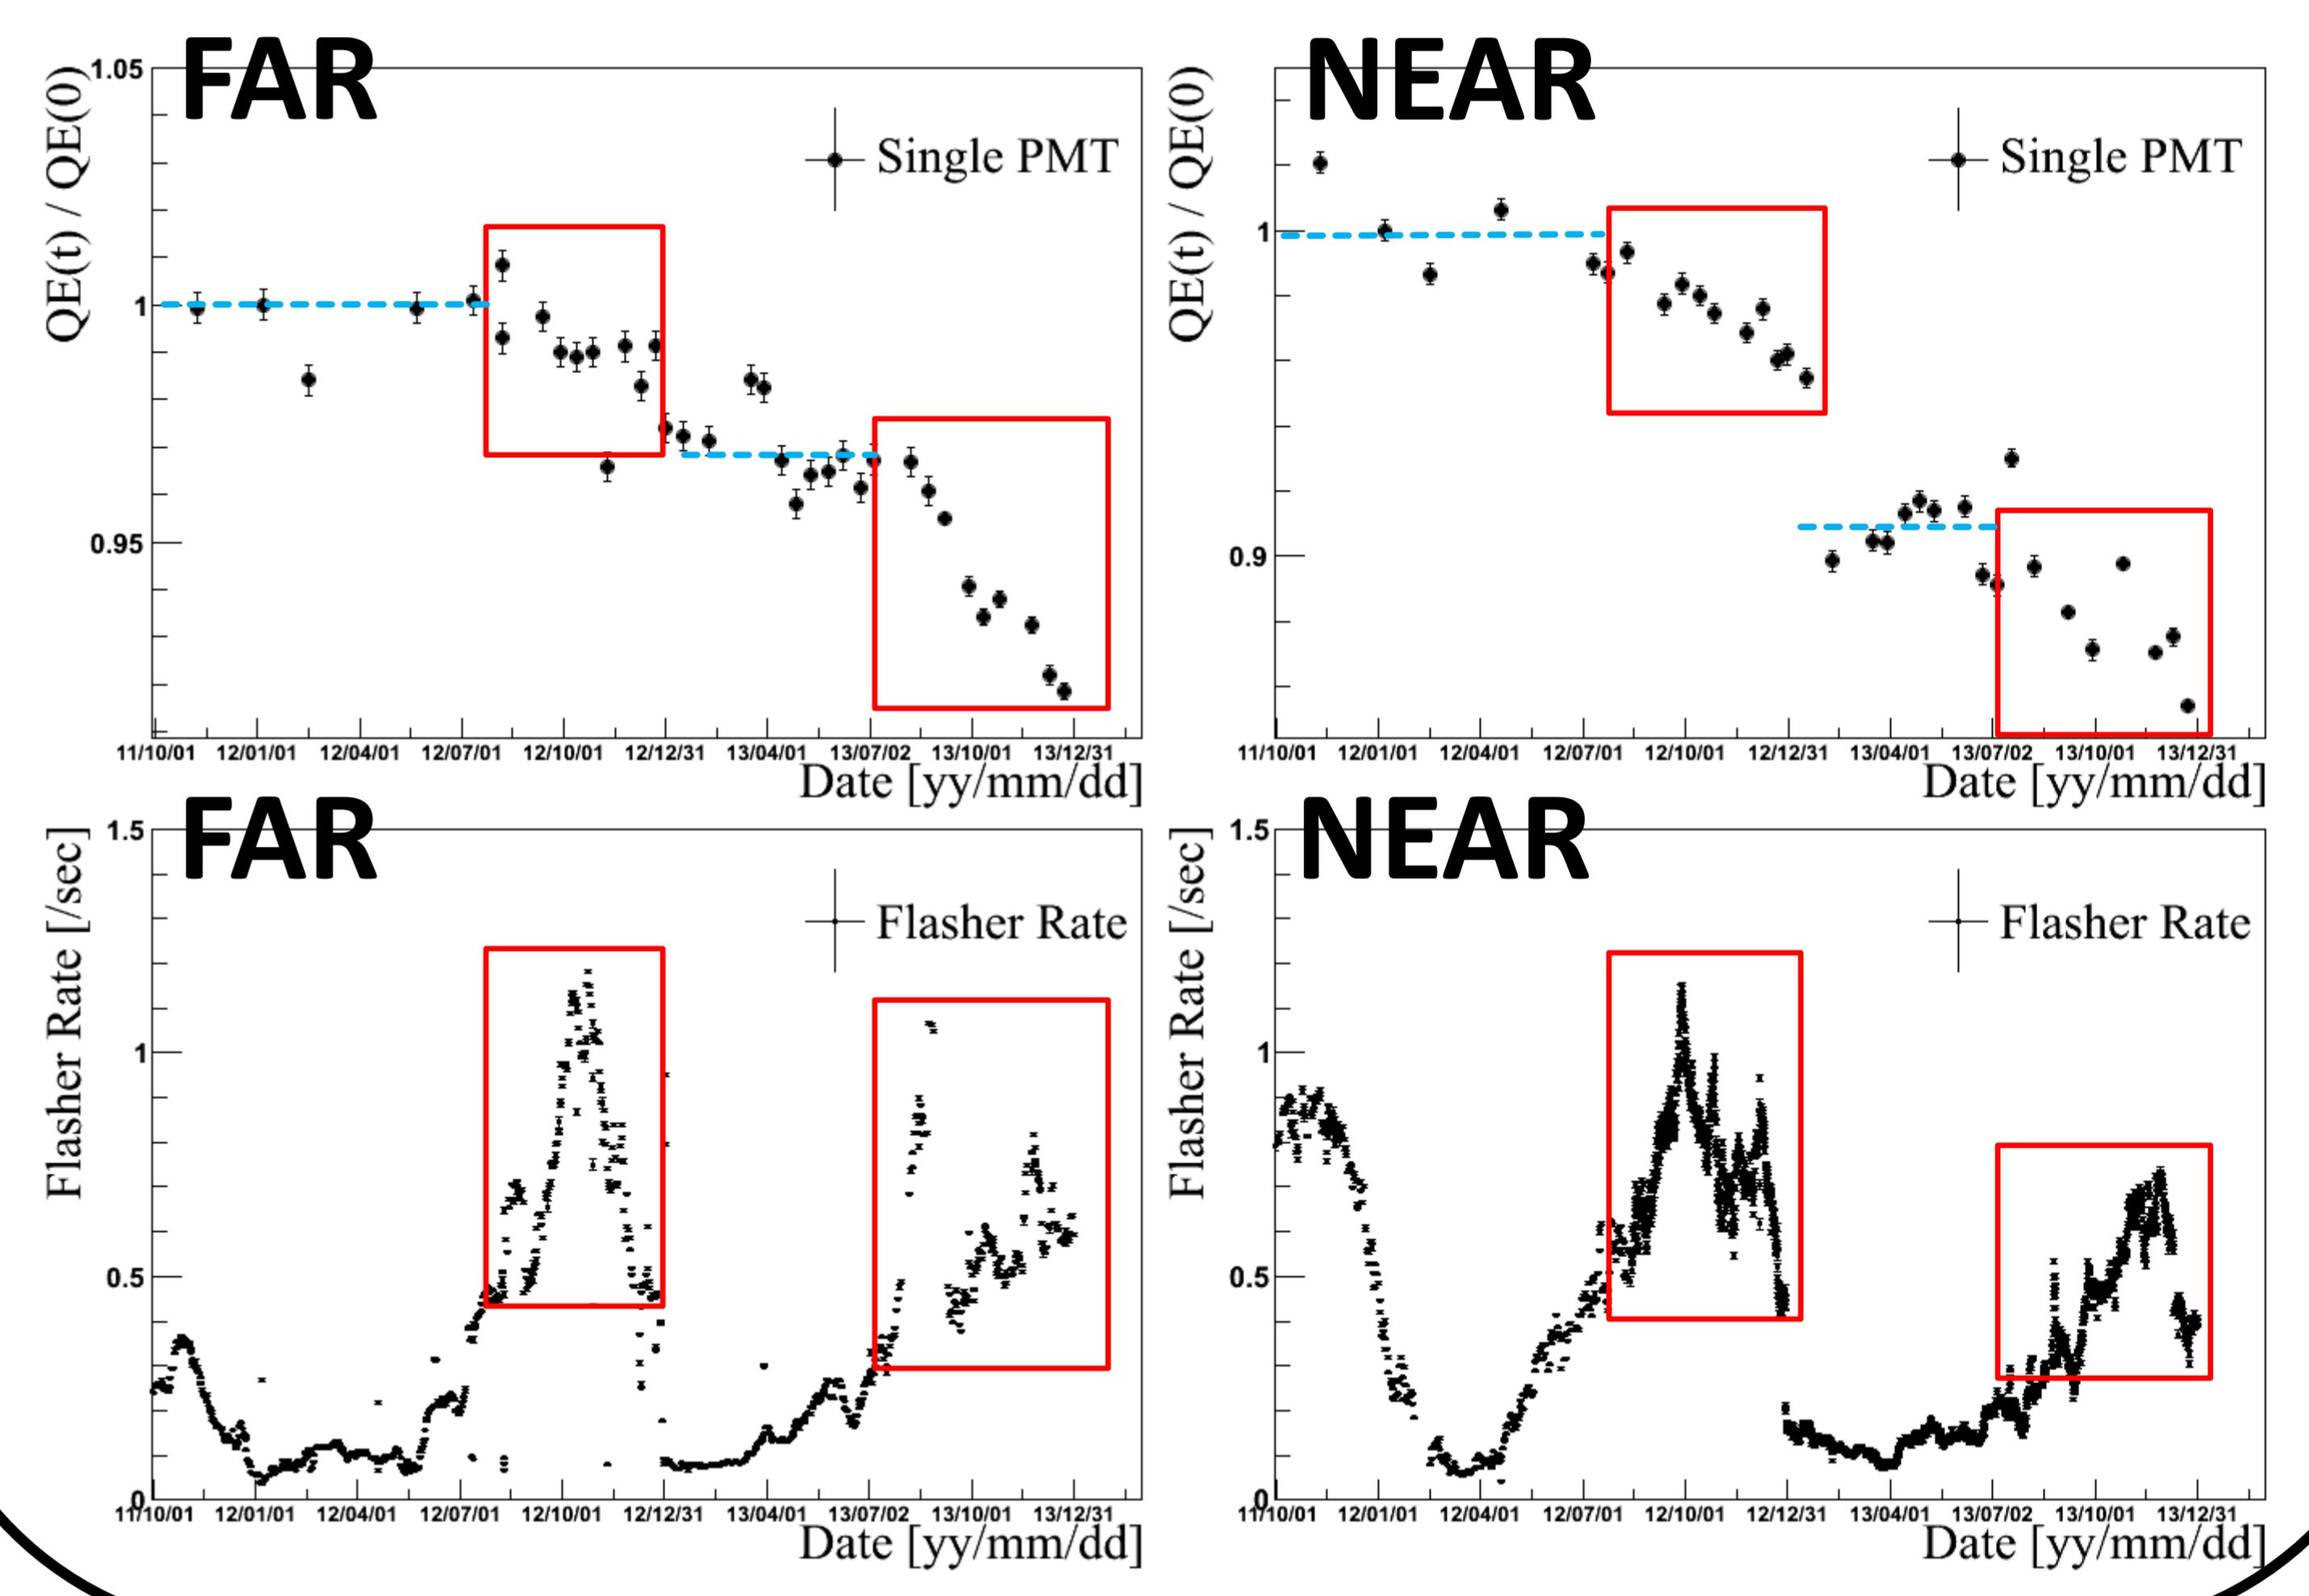 FAR
QE(t) / QE(0)
1.05
1
0.95
Single PMT
11/10/01 12/01/01 12/04/01 12/07/01 12/10/01 12/12/31 13/04/01 13/07/02 13/10/01 13/12/31
Date [yy/mm/dd]
NEAR
QE(t) / QE(0)
1
0.9
Single PMT
11/10/01 12/01/01 12/04/01 12/07/01 12/10/01 12/12/31 13/04/01 13/07/02 13/10/01 13/12/31
Date [yy/mm/dd]
FAR
Flasher Rate [/sec]
1.5
1
0.5
0
Flasher Rate
11/10/01 12/01/01 12/04/01 12/07/01 12/10/01 12/12/31 13/04/01 13/07/02 13/10/01 13/12/31
Date [yy/mm/dd]
NEAR
Flasher Rate [/sec]
1.5
1
0.5
0
Flasher Rate
11/10/01 12/01/01 12/04/01 12/07/01 12/10/01 12/12/31 13/04/01 13/07/02 13/10/01 13/12/31
Date [yy/mm/dd]